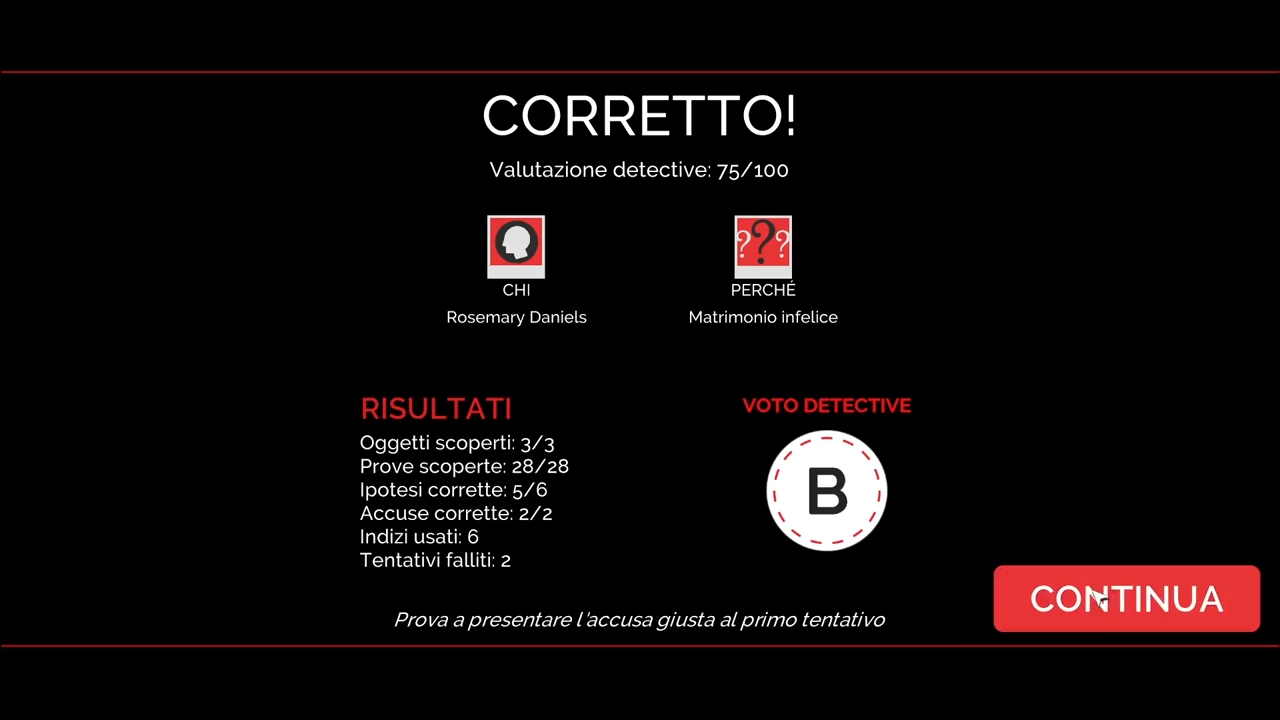 CORRETTO!
Valutazione detective: 75/100
? ? ?
CHI
PERCHÉ
Rosemary Daniels
Matrimonio infelice
RISULTATI
VOTO DETECTIVE
Oggetti scoperti: 3/3
Prove scoperte: 28/28
Ipotesi corrette: 5/6
Accuse corrette: 2/2
Indizi usati: 6
Tentativi falliti: 2
B
CONTINUA
Prova a presentare l'accusa giusta al primo tentativo